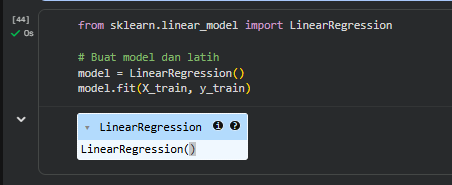 [44]
0s
from sklearn.linear_model import LinearRegression
# Buat model dan latih
model = LinearRegression()
model.fit(X_train, y_train)
LinearRegression i ?
LinearRegression()